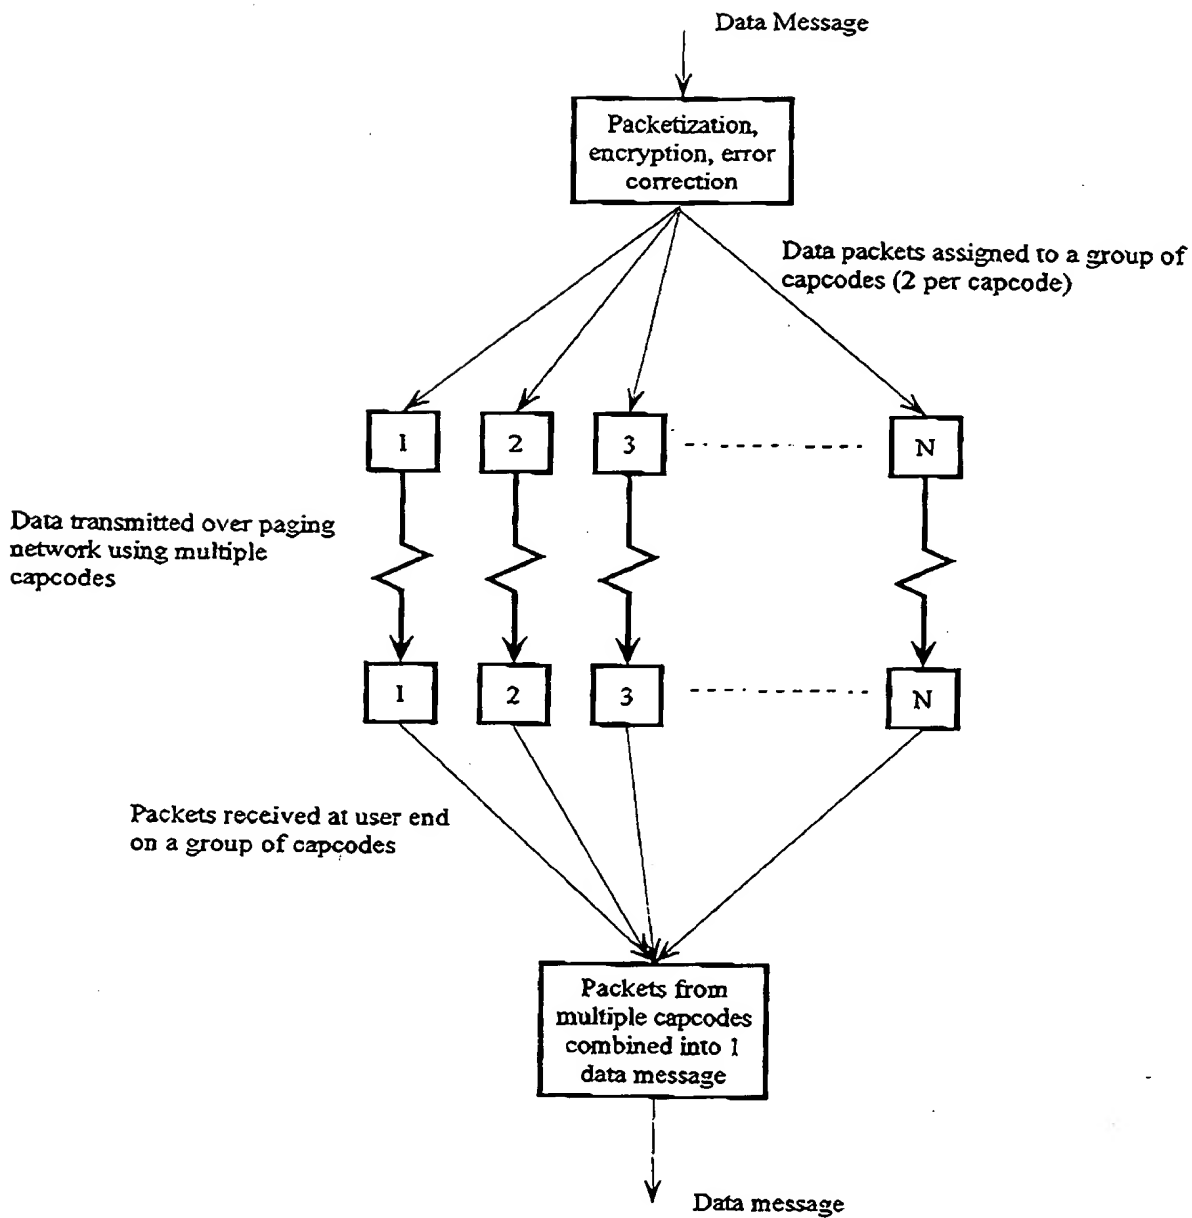 Data Message
Packetization,
encryption, error
correction
Data packets assigned to a group of
capcodes (2 per capcode)
1 2 3 N
Data transmitted over paging
network using multiple
capcodes
1 2 3 N
Packets received at user end
on a group of capcodes
Packets from
multiple capcodes
combined into 1
data message
Data message